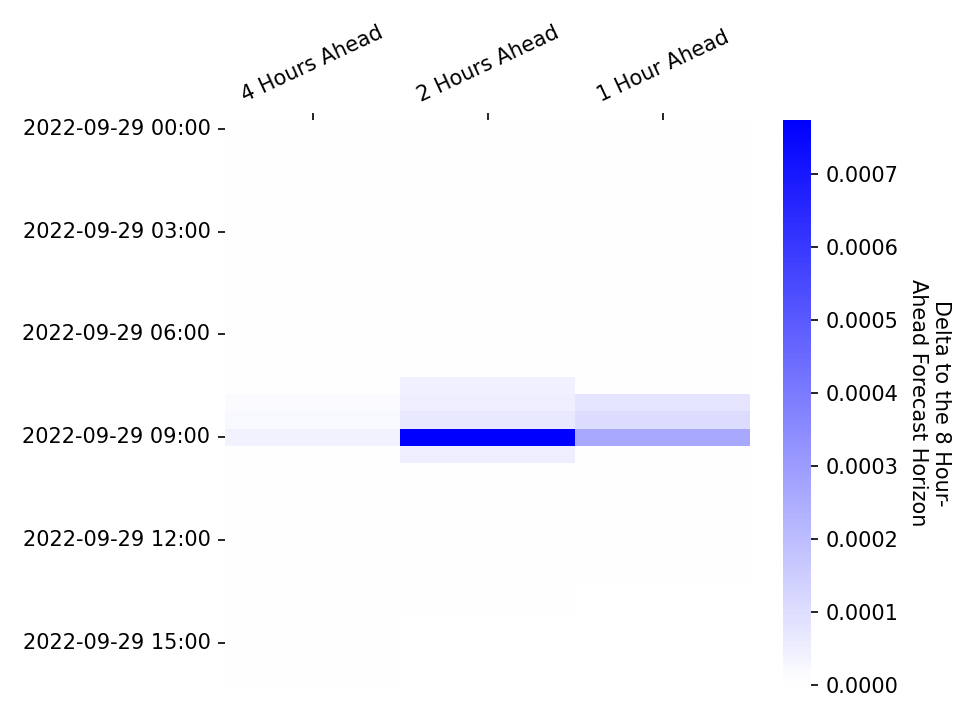 4 Hours Ahead
2 Hours Ahead
1 Hour Ahead
2022-09-29 00:00
2022-09-29 03:00
2022-09-29 06:00
2022-09-29 09:00
2022-09-29 12:00
2022-09-29 15:00
0.0007
0.0006
0.0005
0.0004
0.0003
0.0002
0.0001
0.0000
Delta to the 8 Hour-
Ahead Forecast Horizon